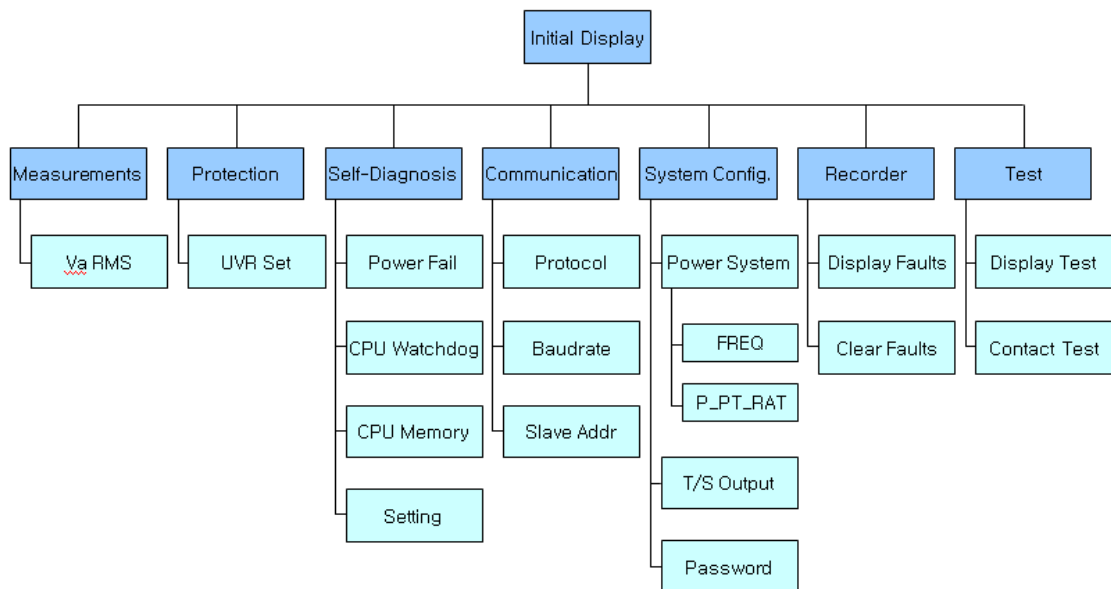 Initial Display
Measurements
Protection
Self-Diagnosis
Communication
System Config.
Recorder
Test
Va RMS
UVR Set
Power Fail
Protocol
Power System
Display Faults
Display Test
CPU Watchdog
Baudrate
FREQ
Clear Faults
Contact Test
P_PT_RAT
CPU Memory
Slave Addr
T/S Output
Setting
Password